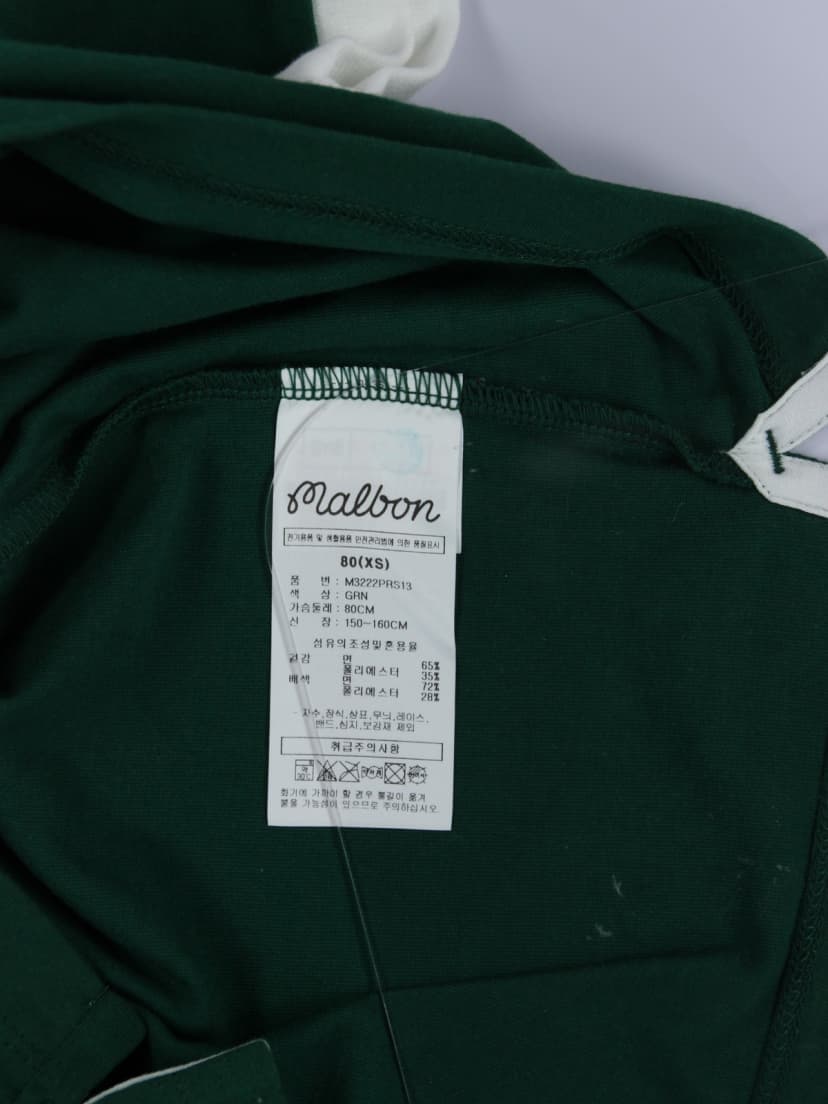 Malbon
전기용품 및 생활용품 안전관리법에 의한 품질표시
80(XS)
품 번 : M3222PRS13
색 상 : GRN
가슴둘레 : 80CM
신 장 : 150~160CM
섬유의조성및혼용율
겉감 면 65%
폴리에스터 35%
배색 면 72%
폴리에스터 28%
- 자수,장식,상표,무늬,레이스,
밴드,심지,보강재 제외
취급주의사항
약
30℃
화기에 가까이 할 경우 불길이 옮겨
붙을 가능성이 있으므로 주의하십시오.